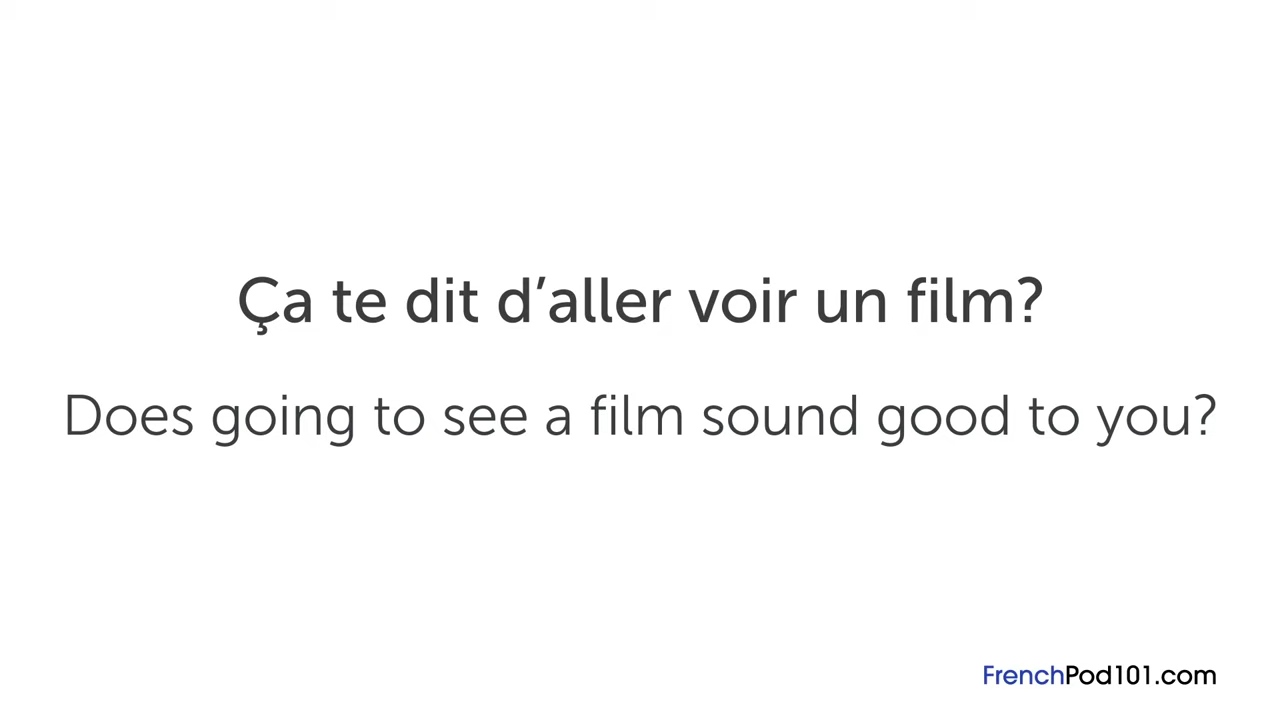 Ça te dit d’aller voir un film?
Does going to see a film sound good to you?
FrenchPod101.com